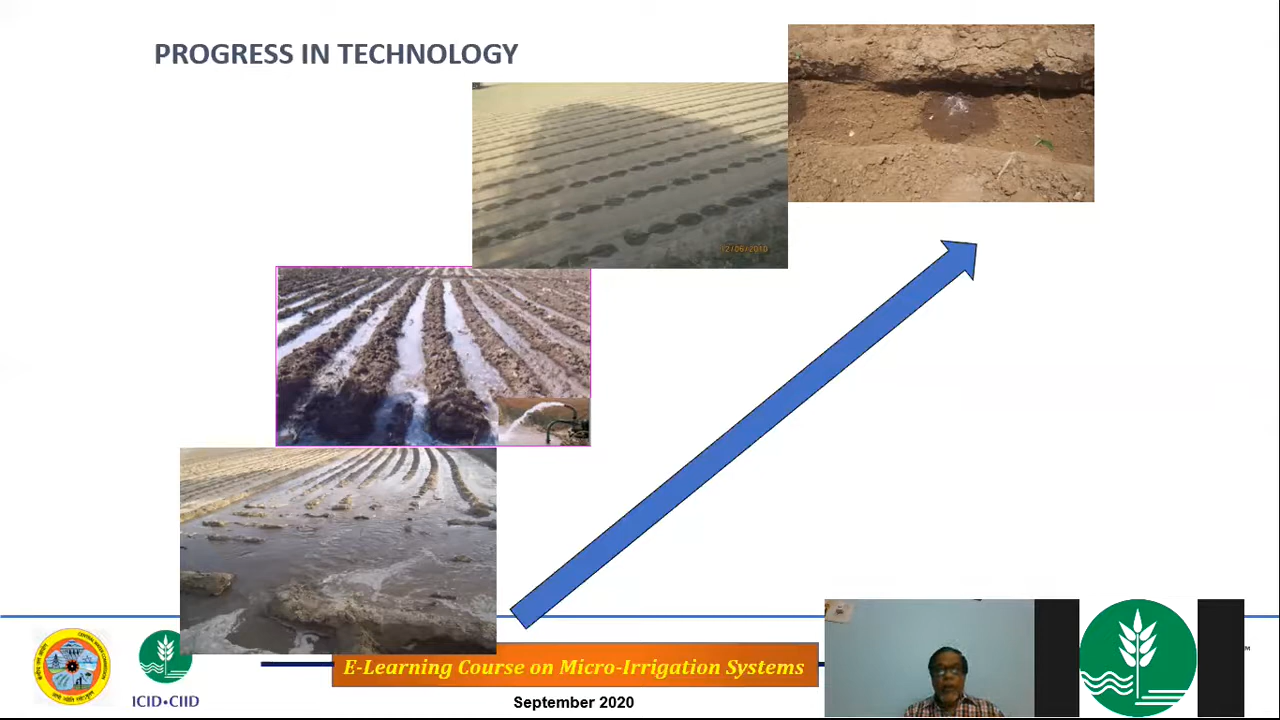 PROGRESS IN TECHNOLOGY
E-Learning Course on Micro-Irrigation Systems
ICID•CIID
September 2020